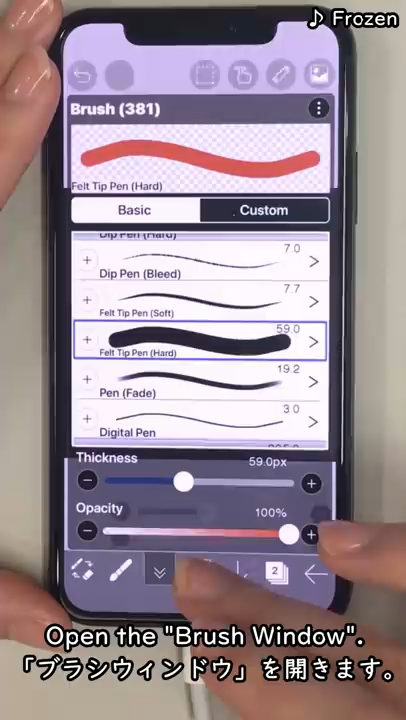 ♪ Frozen
Brush (381)
Felt Tip Pen (Hard)
Basic
Custom
Dip Pen (Hard)
7.0
Dip Pen (Bleed)
7.7
Felt Tip Pen (Soft)
59.0
Felt Tip Pen (Hard)
19.2
Pen (Fade)
3.0
Digital Pen
Thickness
59.0px
Opacity
100%
2
Open the "Brush Window".
「ブラシウィンドウ」を開きます。